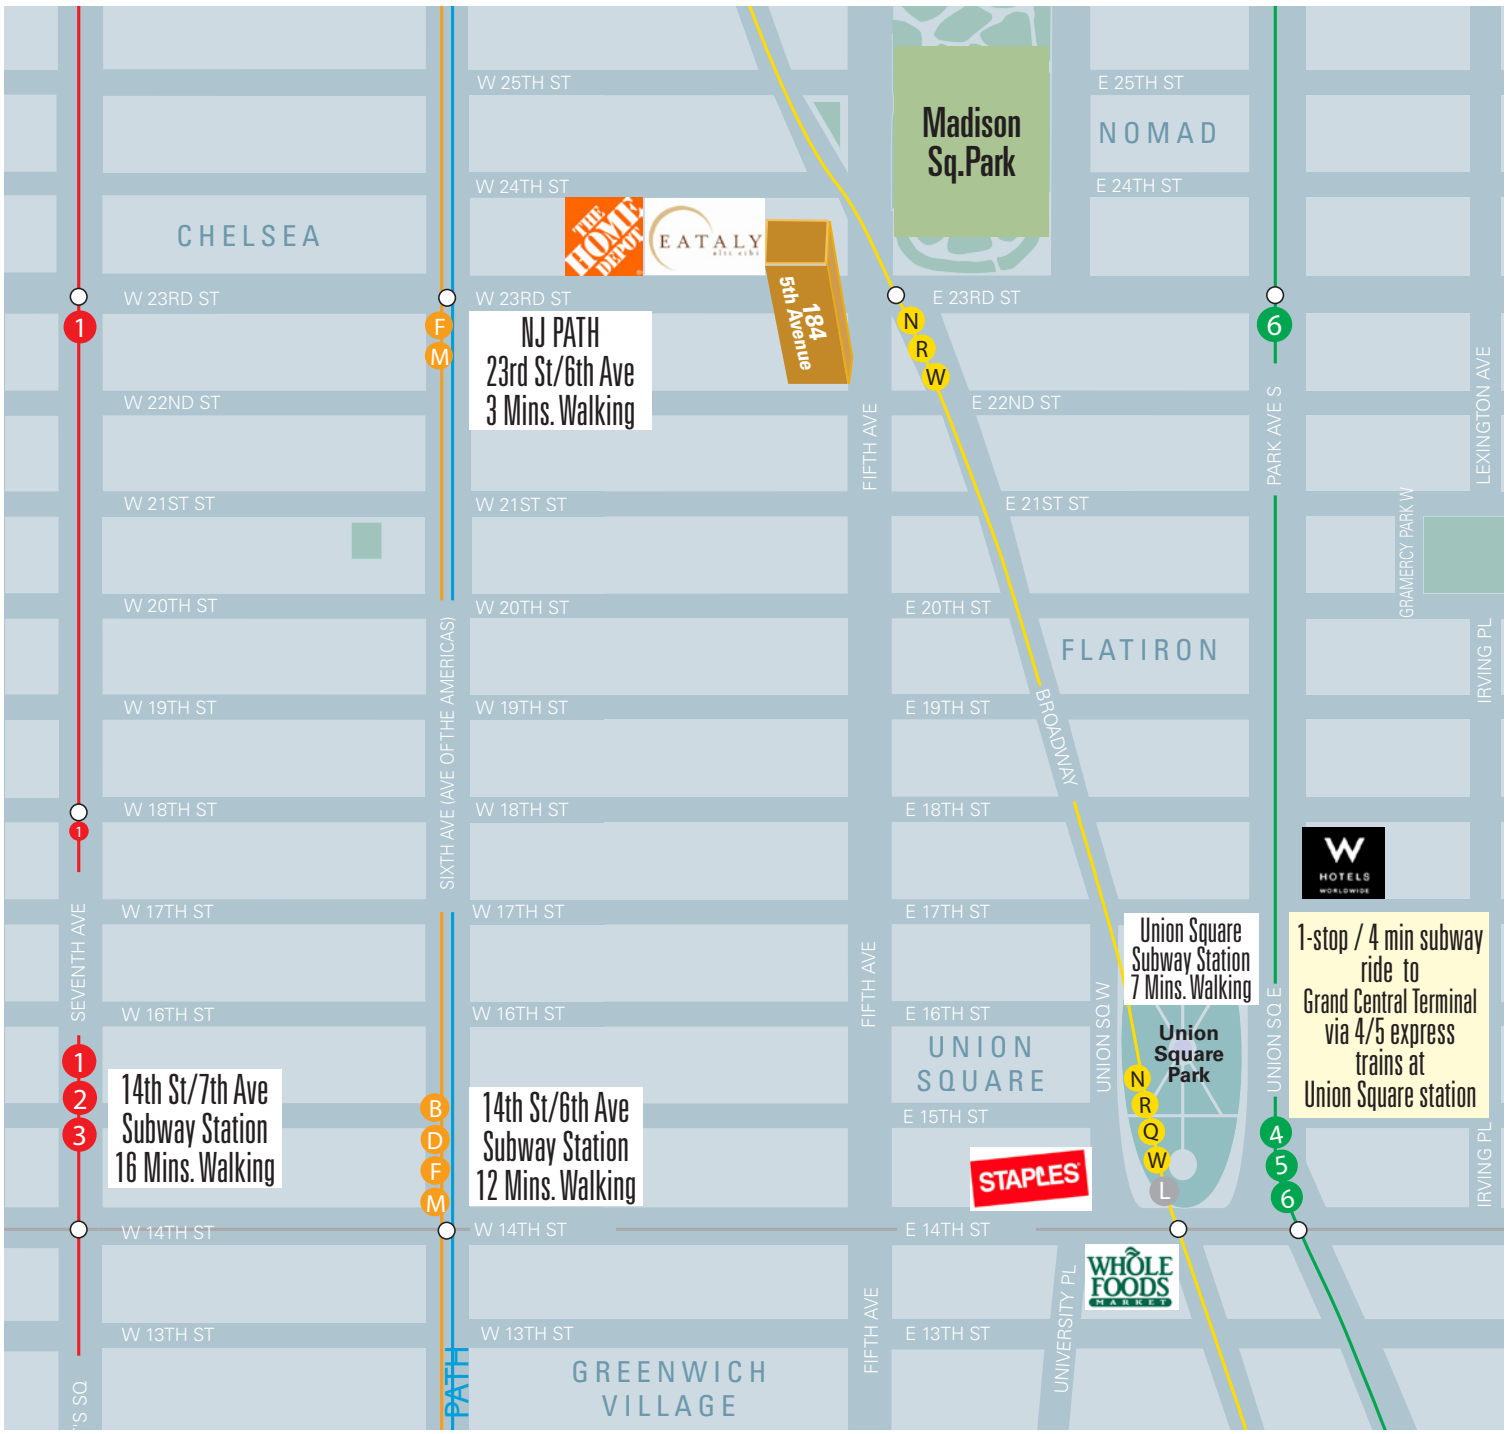 W 25TH ST
E 25TH ST
Madison
Sq.Park
NOMAD
W 24TH ST
E 24TH ST
CHELSEA
THE
HOME
DEPOT
EATALY
alti cibi
184
5th Avenue
W 23RD ST
W 23RD ST
E 23RD ST
1
F
M
NJ PATH
23rd St/6th Ave
3 Mins. Walking
N
R
W
6
W 22ND ST
E 22ND ST
FIFTH AVE
PARK AVE S
LEXINGTON AVE
W 21ST ST
W 21ST ST
E 21ST ST
GRAMERCY PARK W
W 20TH ST
W 20TH ST
E 20TH ST
SIXTH AVE (AVE OF THE AMERICAS)
FLATIRON
IRVING PL
W 19TH ST
W 19TH ST
E 19TH ST
BROADWAY
W 18TH ST
W 18TH ST
E 18TH ST
1
W
HOTELS
WORLDWIDE
W 17TH ST
W 17TH ST
E 17TH ST
SEVENTH AVE
FIFTH AVE
Union Square
Subway Station
7 Mins. Walking
1-stop / 4 min subway
ride to
Grand Central Terminal
via 4/5 express
trains at
Union Square station
W 16TH ST
W 16TH ST
E 16TH ST
UNION SQ W
UNION SQ E
UNION
SQUARE
Union
Square
Park
1
2
3
14th St/7th Ave
Subway Station
16 Mins. Walking
B
D
F
M
14th St/6th Ave
Subway Station
12 Mins. Walking
E 15TH ST
N
R
Q
W
L
4
5
6
IRVING PL
STAPLES
W 14TH ST
W 14TH ST
E 14TH ST
WHOLE
FOODS
MARKET
UNIVERSITY PL
FIFTH AVE
W 13TH ST
W 13TH ST
E 13TH ST
PATH
GREENWICH
VILLAGE
'S SQ